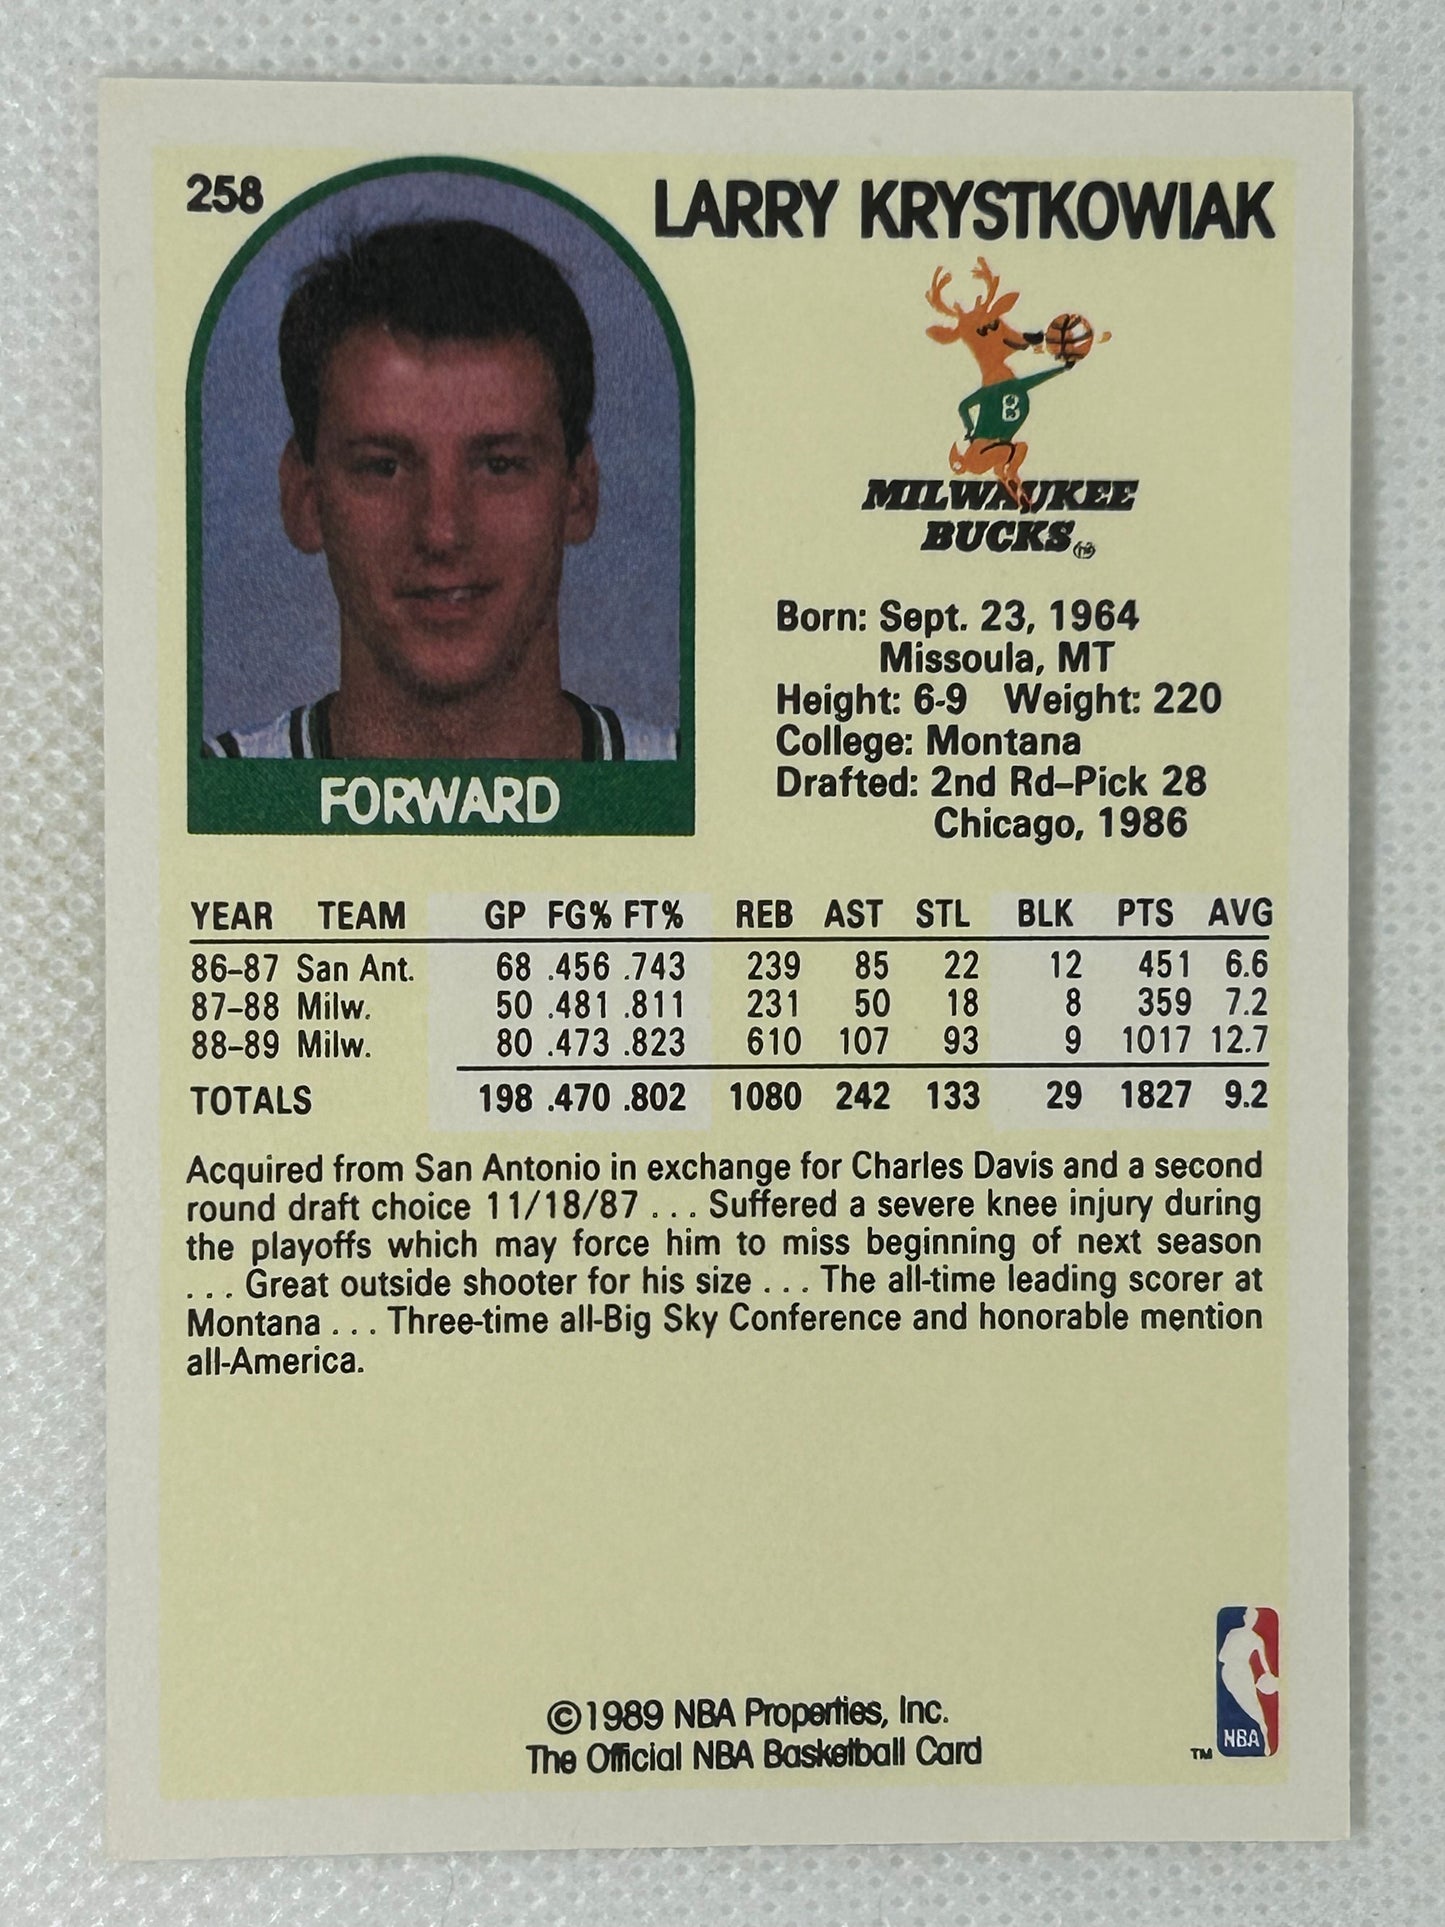 258
LARRY KRYSTKOWIAK
8
MILWAUKEE
BUCKS
Born: Sept. 23, 1964
Missoula, MT
Height: 6-9 Weight: 220
College: Montana
Drafted: 2nd Rd–Pick 28
Chicago, 1986
FORWARD
YEAR TEAM GP FG% FT% REB AST STL BLK PTS AVG
86–87 San Ant. 68 .456 .743 239 85 22 12 451 6.6
87–88 Milw. 50 .481 .811 231 50 18 8 359 7.2
88–89 Milw. 80 .473 .823 610 107 93 9 1017 12.7
TOTALS 198 .470 .802 1080 242 133 29 1827 9.2
Acquired from San Antonio in exchange for Charles Davis and a second
round draft choice 11/18/87 . . . Suffered a severe knee injury during
the playoffs which may force him to miss beginning of next season
. . . Great outside shooter for his size . . . The all-time leading scorer at
Montana . . . Three-time all-Big Sky Conference and honorable mention
all-America.
©1989 NBA Properties, Inc.
The Official NBA Basketball Card
TM NBA